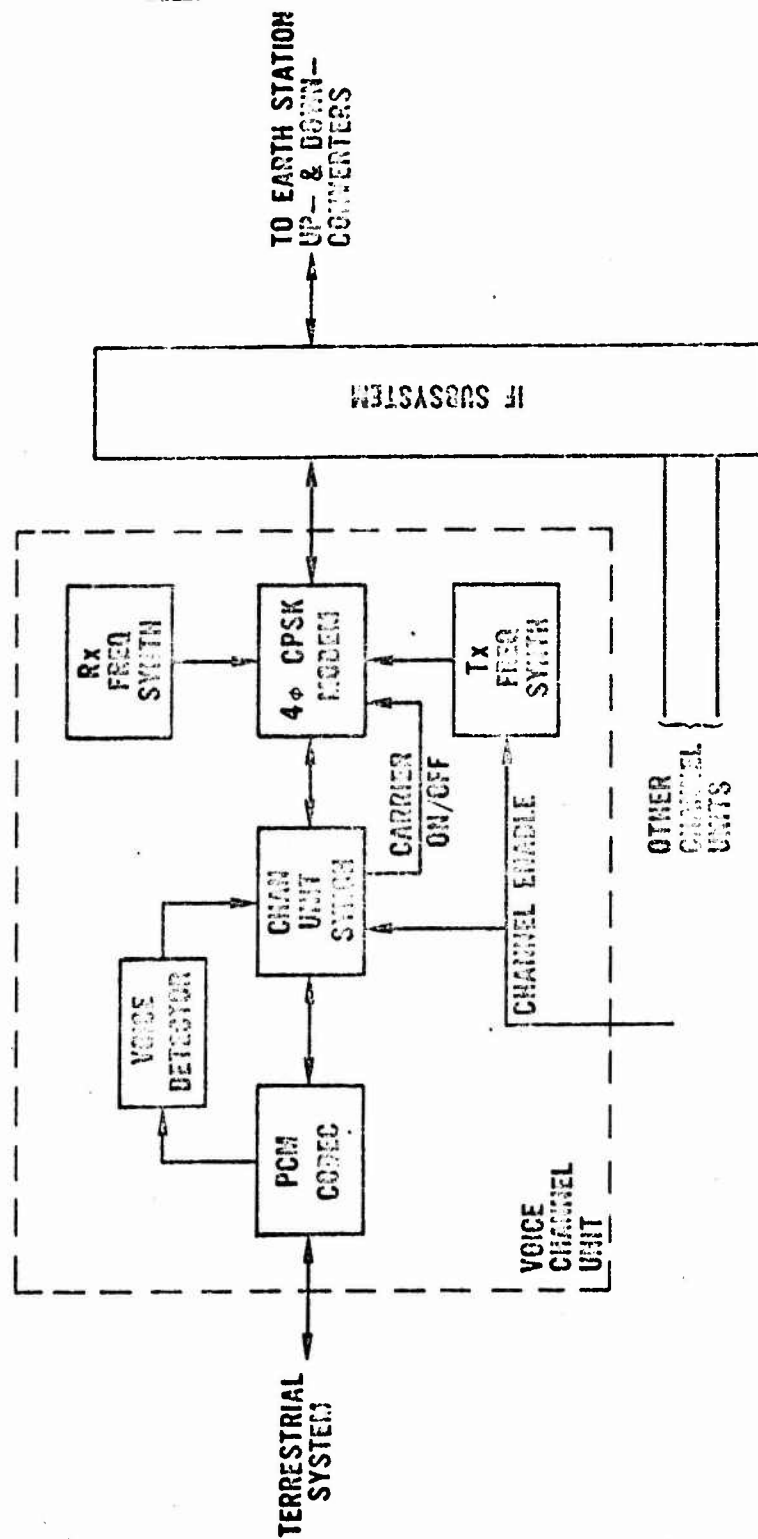 TERRESTRIAL
SYSTEM
PCM
CODEC
VOICE
DETECTOR
CHAN
UNIT
SYNCH
CARRIER
ON/OFF
Rx
FREQ
SYNTH
4φ CPSK
MODEM
Tx
FREQ
SYNTH
CHANNEL ENABLE
VOICE
CHANNEL
UNIT
IF SUBSYSTEM
TO EARTH STATION
UP- & DOWN-
CONVERTERS
OTHER
CHANNEL
UNITS